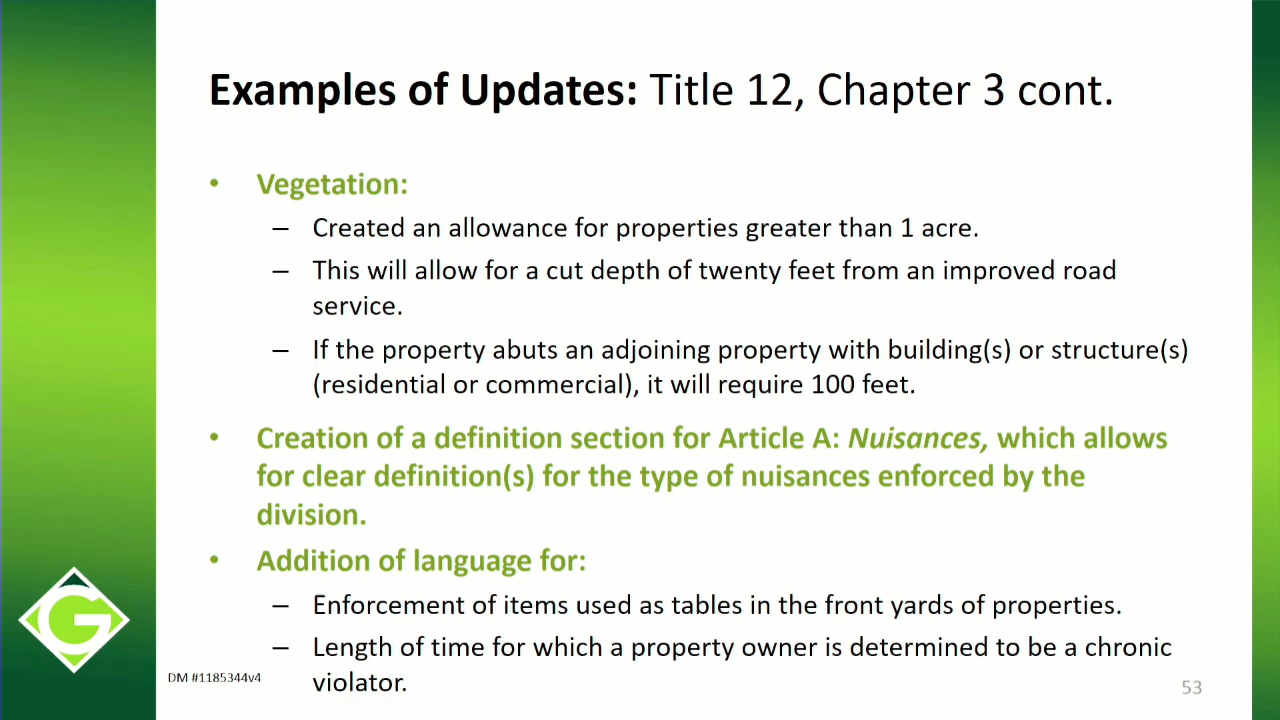 Examples of Updates: Title 12, Chapter 3 cont.
• Vegetation:
– Created an allowance for properties greater than 1 acre.
– This will allow for a cut depth of twenty feet from an improved road
service.
– If the property abuts an adjoining property with building(s) or structure(s)
(residential or commercial), it will require 100 feet.
• Creation of a definition section for Article A: Nuisances, which allows
for clear definition(s) for the type of nuisances enforced by the
division.
• Addition of language for:
– Enforcement of items used as tables in the front yards of properties.
– Length of time for which a property owner is determined to be a chronic
violator.
G
DM #1185344v4
53